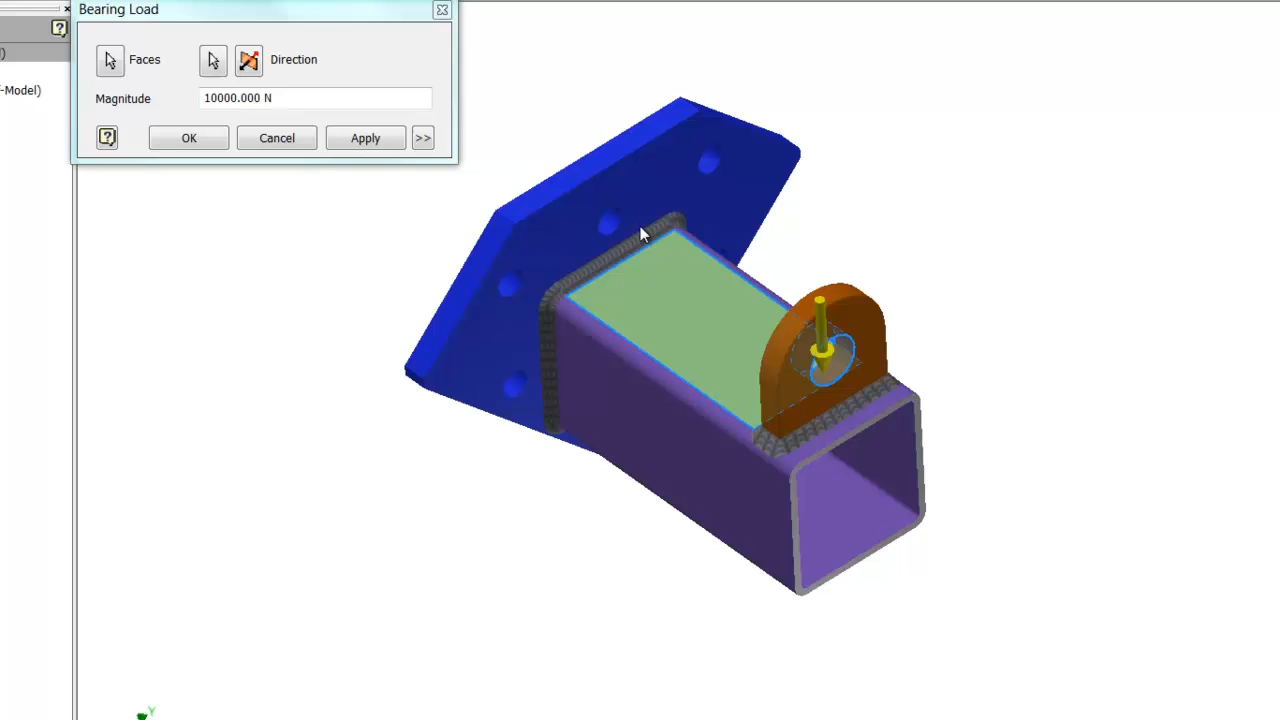 Bearing Load
Faces
Direction
Magnitude
10000.000 N
OK
Cancel
Apply
>>
?
?
)
-Model)
Y